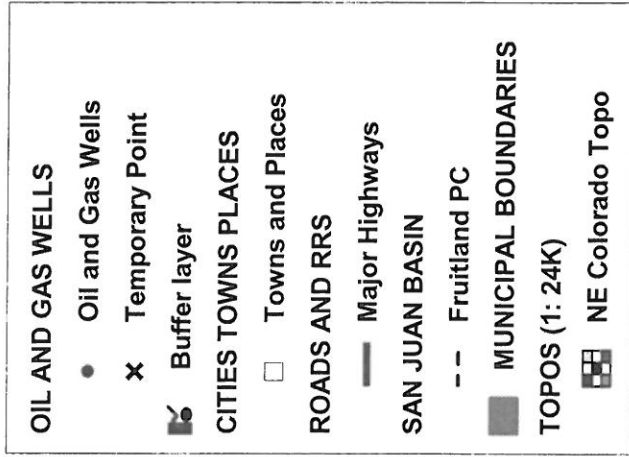 OIL AND GAS WELLS
Oil and Gas Wells
Temporary Point
Buffer layer
CITIES TOWNS PLACES
Towns and Places
ROADS AND RRS
Major Highways
SAN JUAN BASIN
Fruitland PC
MUNICIPAL BOUNDARIES
TOPOS (1: 24K)
NE Colorado Topo